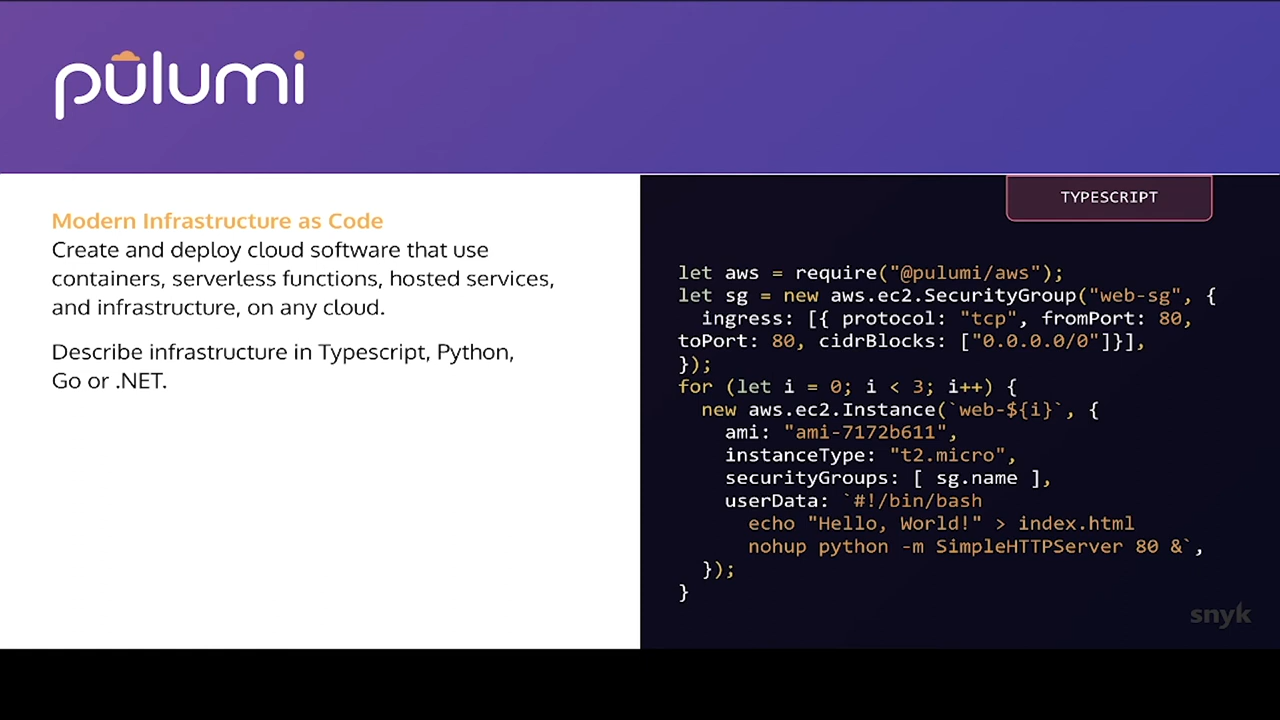 pulumi
Modern Infrastructure as Code
Create and deploy cloud software that use
containers, serverless functions, hosted services,
and infrastructure, on any cloud.
Describe infrastructure in Typescript, Python,
Go or .NET.
TYPESCRIPT
let aws = require("@pulumi/aws");
let sg = new aws.ec2.SecurityGroup("web-sg", {
  ingress: [{ protocol: "tcp", fromPort: 80,
toPort: 80, cidrBlocks: ["0.0.0.0/0"]}],
});
for (let i = 0; i < 3; i++) {
  new aws.ec2.Instance(`web-${i}`, {
    ami: "ami-7172b611",
    instanceType: "t2.micro",
    securityGroups: [ sg.name ],
    userData: `#!/bin/bash
      echo "Hello, World!" > index.html
      nohup python -m SimpleHTTPServer 80 &`,
  });
}
snyk